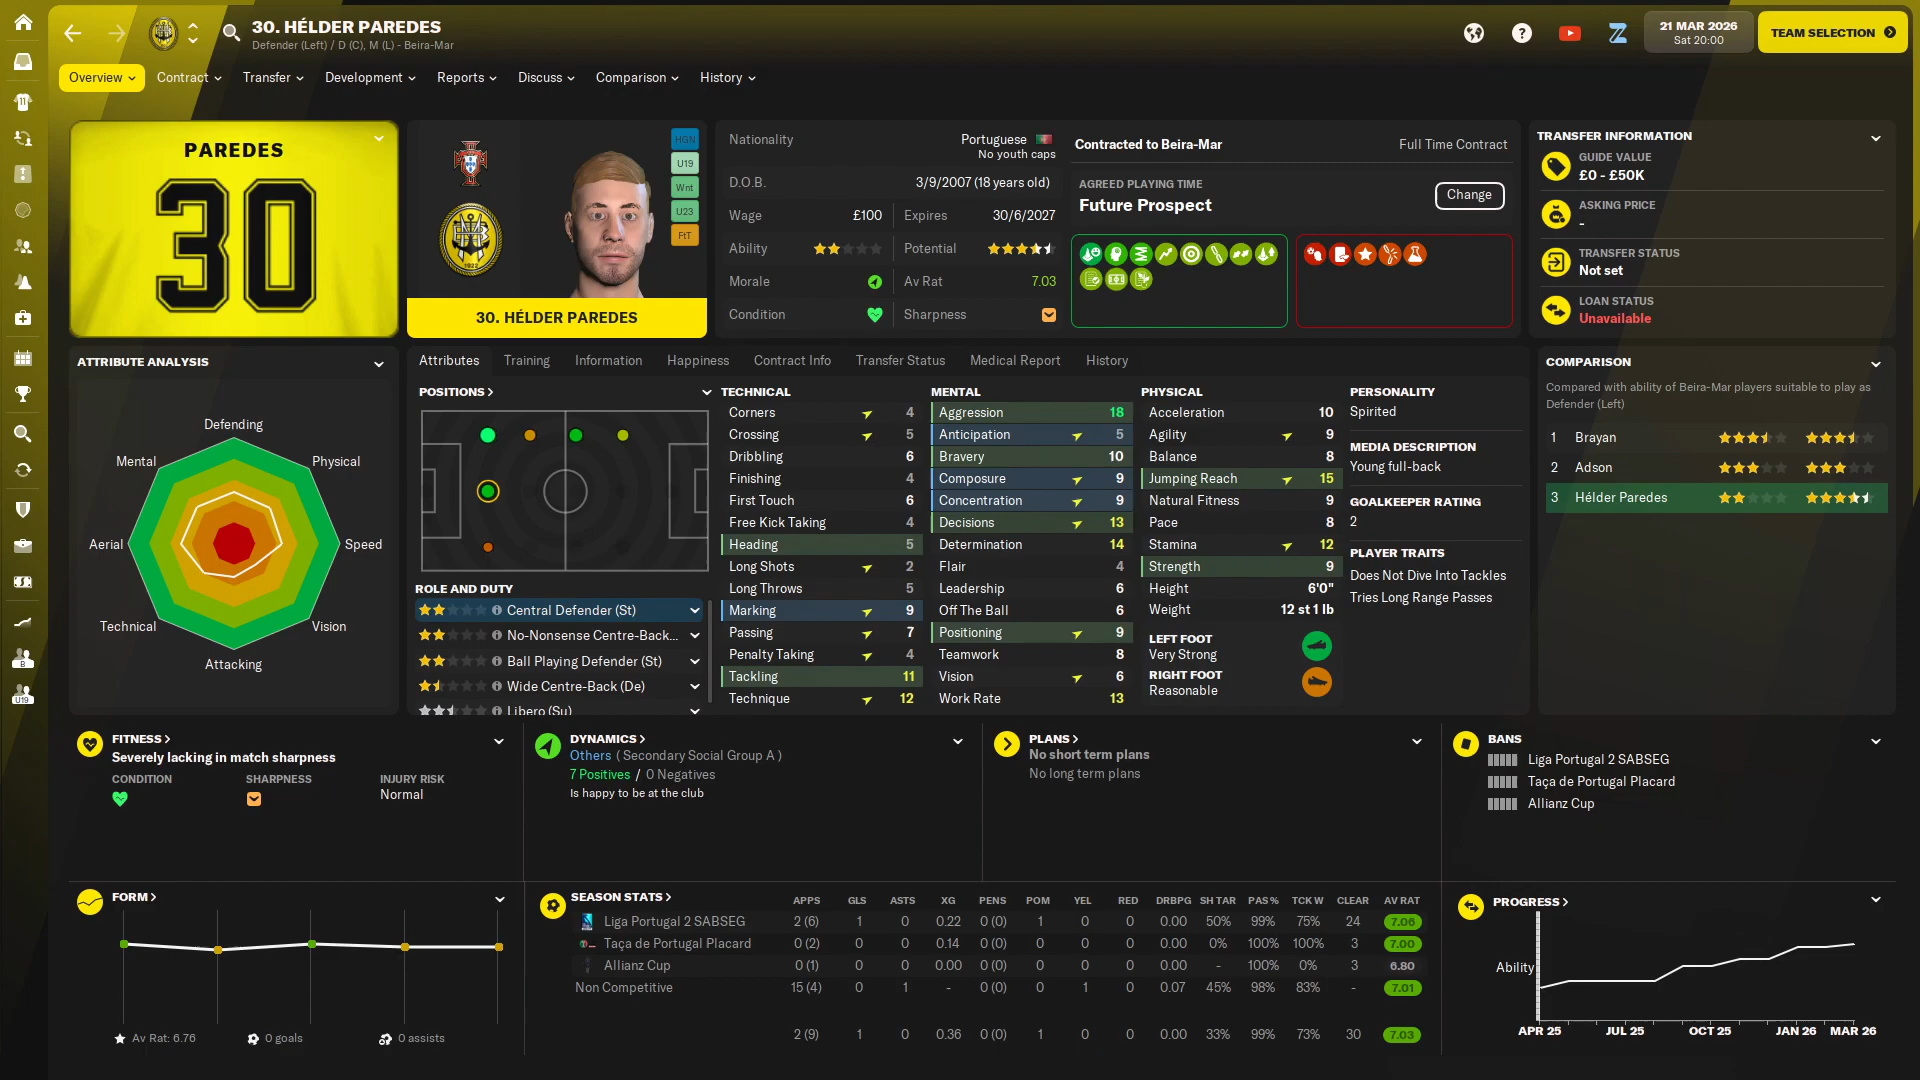 30. HÉLDER PAREDES
Defender (Left) / D (C), M (L) - Beira-Mar
21 MAR 2026
Sat 20:00
TEAM SELECTION
Overview
Contract
Transfer
Development
Reports
Discuss
Comparison
History
PAREDES
30
HGN
U19
Wnt
U23
FtT
30. HÉLDER PAREDES
Nationality Portuguese
No youth caps
D.O.B. 3/9/2007 (18 years old)
Wage £100 Expires 30/6/2027
Ability Potential
Morale Av Rat 7.03
Condition Sharpness
Contracted to Beira-Mar Full Time Contract
AGREED PLAYING TIME
Future Prospect
Change
TRANSFER INFORMATION
GUIDE VALUE
£0 - £50K
ASKING PRICE
-
TRANSFER STATUS
Not set
LOAN STATUS
Unavailable
ATTRIBUTE ANALYSIS
Defending
Mental Physical
Aerial Speed
Technical Vision
Attacking
Attributes Training Information Happiness Contract Info Transfer Status Medical Report History
POSITIONS
ROLE AND DUTY
Central Defender (St)
No-Nonsense Centre-Back...
Ball Playing Defender (St)
Wide Centre-Back (De)
Libero (Su)
TECHNICAL
Corners 4
Crossing 5
Dribbling 6
Finishing 4
First Touch 6
Free Kick Taking 4
Heading 5
Long Shots 2
Long Throws 5
Marking 9
Passing 7
Penalty Taking 4
Tackling 11
Technique 12
MENTAL
Aggression 18
Anticipation 5
Bravery 10
Composure 9
Concentration 9
Decisions 13
Determination 14
Flair 4
Leadership 6
Off The Ball 6
Positioning 9
Teamwork 8
Vision 6
Work Rate 13
PHYSICAL
Acceleration 10
Agility 9
Balance 8
Jumping Reach 15
Natural Fitness 9
Pace 8
Stamina 12
Strength 9
Height 6'0"
Weight 12 st 1 lb
LEFT FOOT
Very Strong
RIGHT FOOT
Reasonable
PERSONALITY
Spirited
MEDIA DESCRIPTION
Young full-back
GOALKEEPER RATING
2
PLAYER TRAITS
Does Not Dive Into Tackles
Tries Long Range Passes
COMPARISON
Compared with ability of Beira-Mar players suitable to play as
Defender (Left)
1 Brayan
2 Adson
3 Hélder Paredes
FITNESS
Severely lacking in match sharpness
CONDITION SHARPNESS INJURY RISK
Normal
DYNAMICS
Others ( Secondary Social Group A )
7 Positives / 0 Negatives
Is happy to be at the club
PLANS
No short term plans
No long term plans
BANS
Liga Portugal 2 SABSEG
Taça de Portugal Placard
Allianz Cup
FORM
Av Rat: 6.76 0 goals 0 assists
SEASON STATS APPS GLS ASTS XG PENS POM YEL RED DRBPG SH TAR PAS % TCK W CLEAR AV RAT
Liga Portugal 2 SABSEG 2 (6) 1 0 0.22 0 (0) 1 0 0 0.00 50% 99% 75% 24 7.06
Taça de Portugal Placard 0 (2) 0 0 0.14 0 (0) 0 0 0 0.00 0% 100% 100% 3 7.00
Allianz Cup 0 (1) 0 0 0.00 0 (0) 0 0 0 0.00 - 100% 0% 3 6.80
Non Competitive 15 (4) 0 1 - 0 (0) 0 1 0 0.07 45% 98% 83% - 7.01
2 (9) 1 0 0.36 0 (0) 1 0 0 0.00 33% 99% 73% 30 7.03
PROGRESS
Ability
APR 25 JUL 25 OCT 25 JAN 26 MAR 26